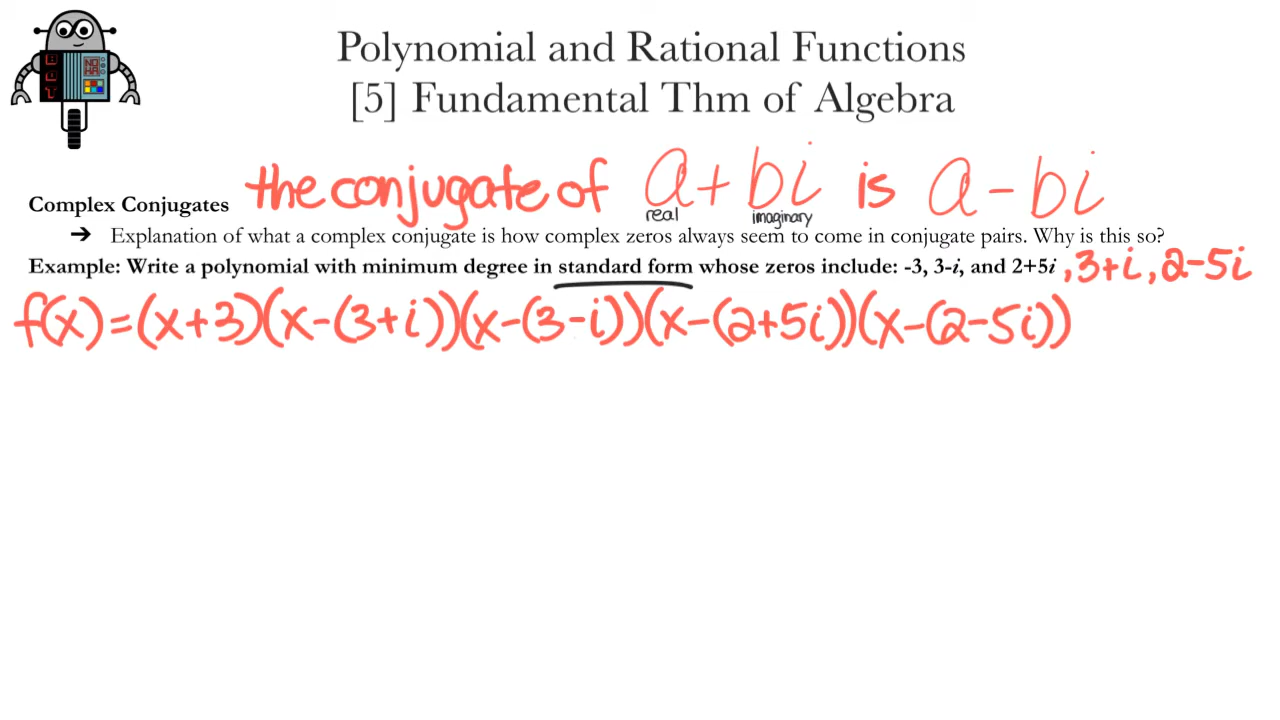 Polynomial and Rational Functions
[5] Fundamental Thm of Algebra
the conjugate of a + bi is a - bi
real imaginary
Complex Conjugates
➔ Explanation of what a complex conjugate is how complex zeros always seem to come in conjugate pairs. Why is this so?
Example: Write a polynomial with minimum degree in standard form whose zeros include: -3, 3-i, and 2+5i , 3+i, 2-5i
f(x) = (x+3)(x-(3+i))(x-(3-i))(x-(2+5i))(x-(2-5i))